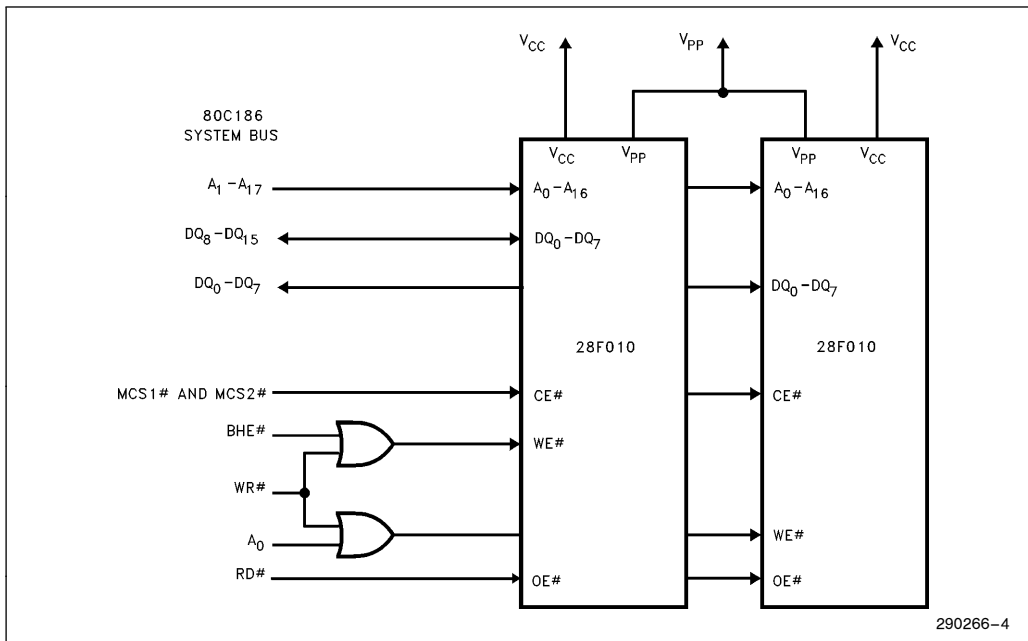 V_CC V_PP V_CC
80C186
SYSTEM BUS
V_CC V_PP V_PP V_CC
A_1-A_17 A_0-A_16 A_0-A_16
DQ_8-DQ_15 DQ_0-DQ_7
DQ_0-DQ_7 DQ_0-DQ_7
28F010 28F010
MCS1# AND MCS2# CE# CE#
BHE# WE#
WR#
A_0 WE#
RD# OE# OE#
290266-4